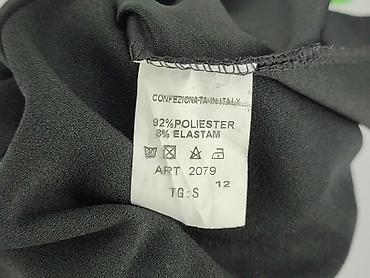 CONFEZIONATA IN ITALY
92%POLIESTER
8% ELASTAM
ART 2079
12
TG:S